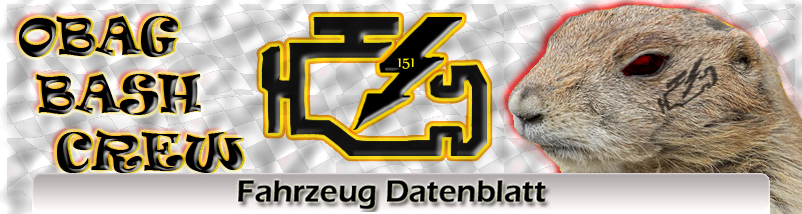 OBAG
BASH
CREW
151
Fahrzeug Datenblatt